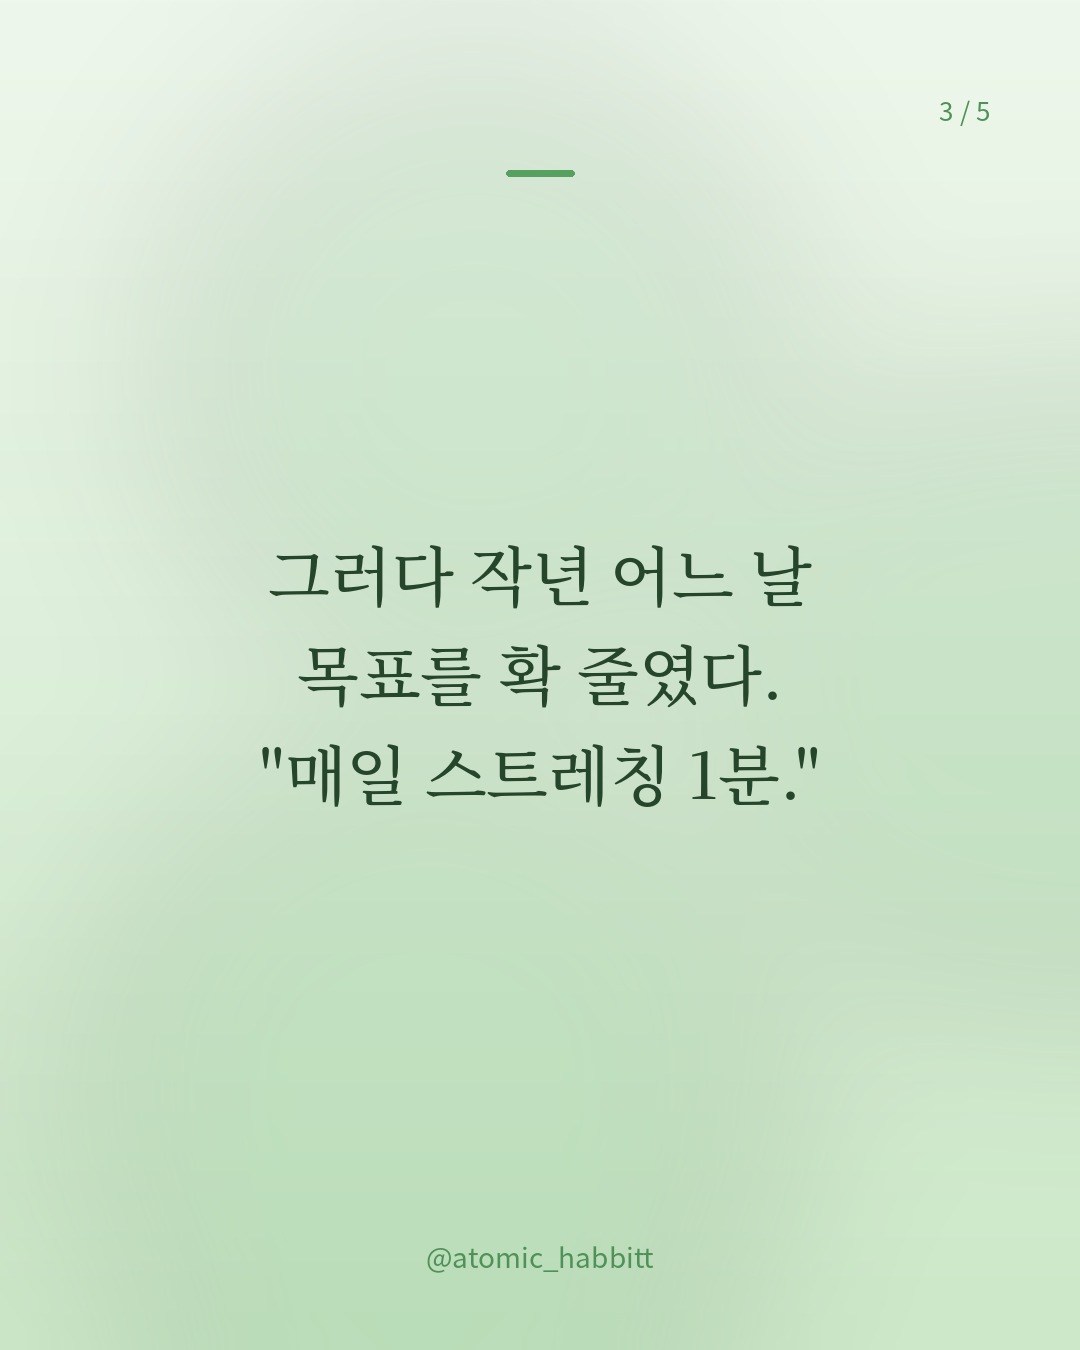 3 / 5
그러다 작년 어느 날
목표를 확 줄였다.
"매일 스트레칭 1분."
@atomic_habbitt